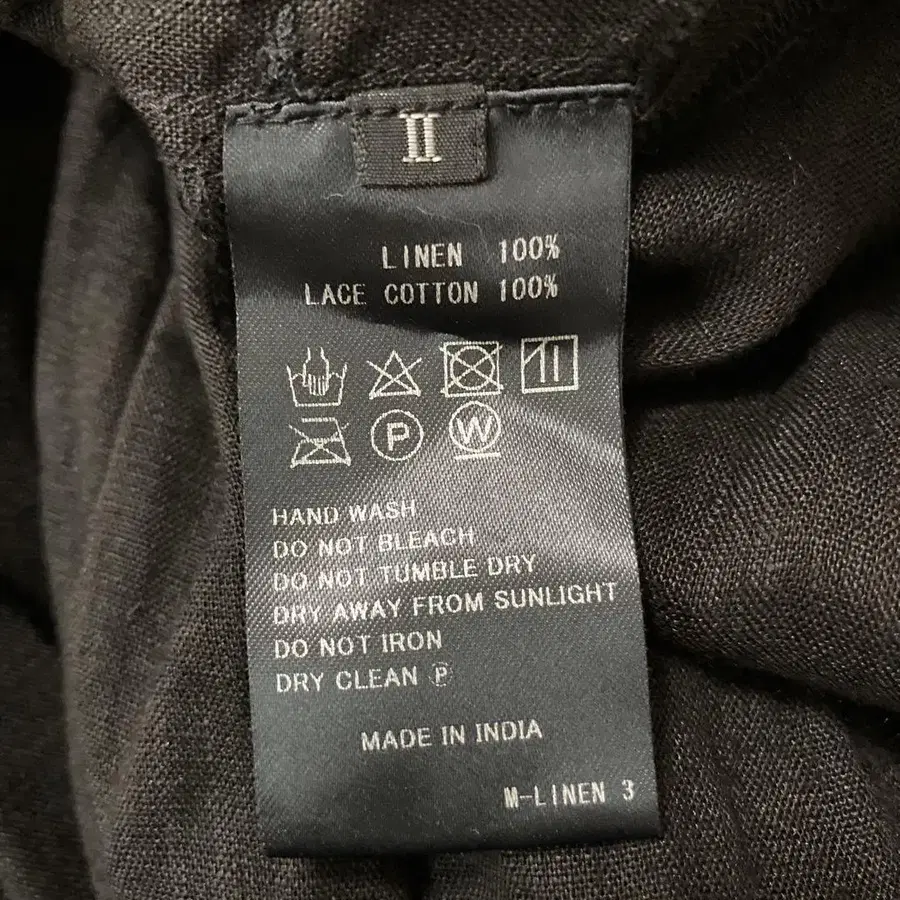 II
LINEN 100%
LACE COTTON 100%
P W
HAND WASH
DO NOT BLEACH
DO NOT TUMBLE DRY
DRY AWAY FROM SUNLIGHT
DO NOT IRON
DRY CLEAN Ⓟ
MADE IN INDIA
M-LINEN 3